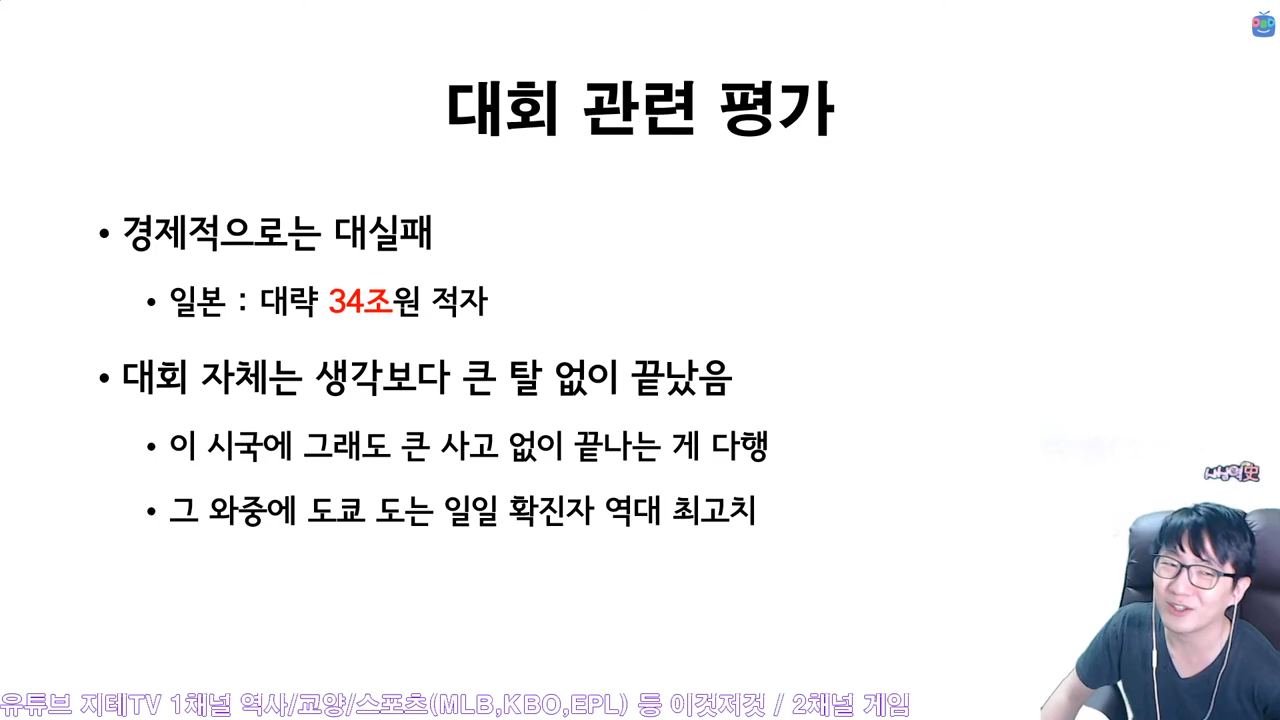 대회 관련 평가
• 경제적으로는 대실패
• 일본 : 대략 34조원 적자
• 대회 자체는 생각보다 큰 탈 없이 끝났음
• 이 시국에 그래도 큰 사고 없이 끝나는 게 다행
• 그 와중에 도쿄 도는 일일 확진자 역대 최고치
유튜브 지테TV 1채널 역사/교양/스포츠(MLB,KBO,EPL) 등 이것저것 / 2채널 게임